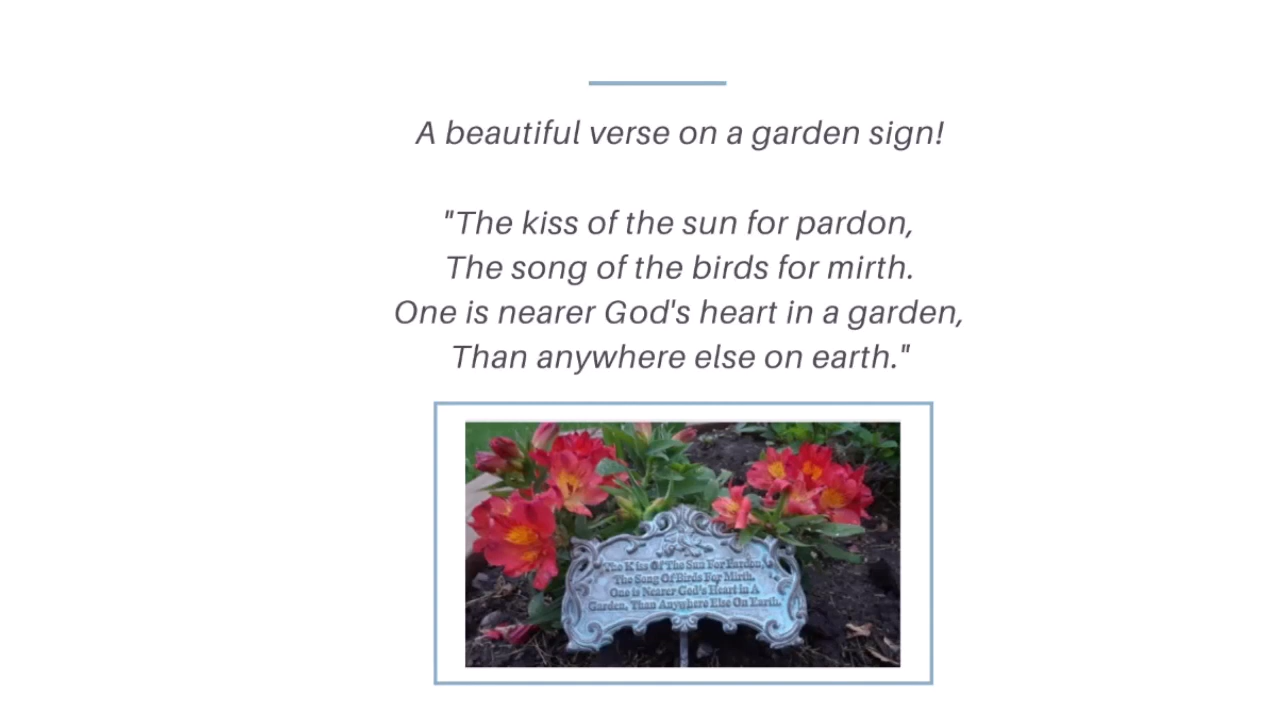 A beautiful verse on a garden sign!
"The kiss of the sun for pardon,
The song of the birds for mirth.
One is nearer God's heart in a garden,
Than anywhere else on earth."
The Kiss Of The Sun For Pardon,
The Song Of Birds For Mirth.
One is Nearer God's Heart in A
Garden, Than Anywhere Else On Earth.